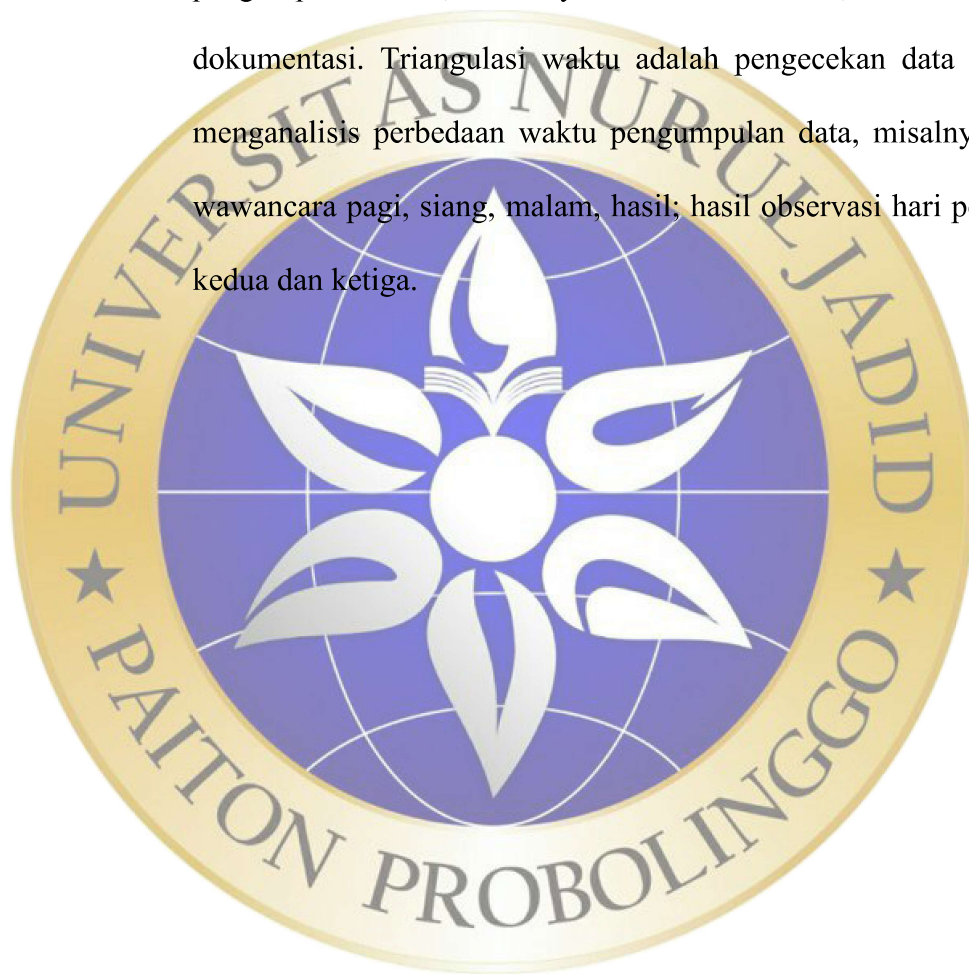 dokumentasi. Triangulasi waktu adalah pengecekan data
menganalisis perbedaan waktu pengumpulan data,
wawancara pagi, siang, malam, hasil; hasil observasi hari
kedua dan ketiga.
UNIVERSITAS NURUL JADID
★ PAITON PROBOLINGGO ★